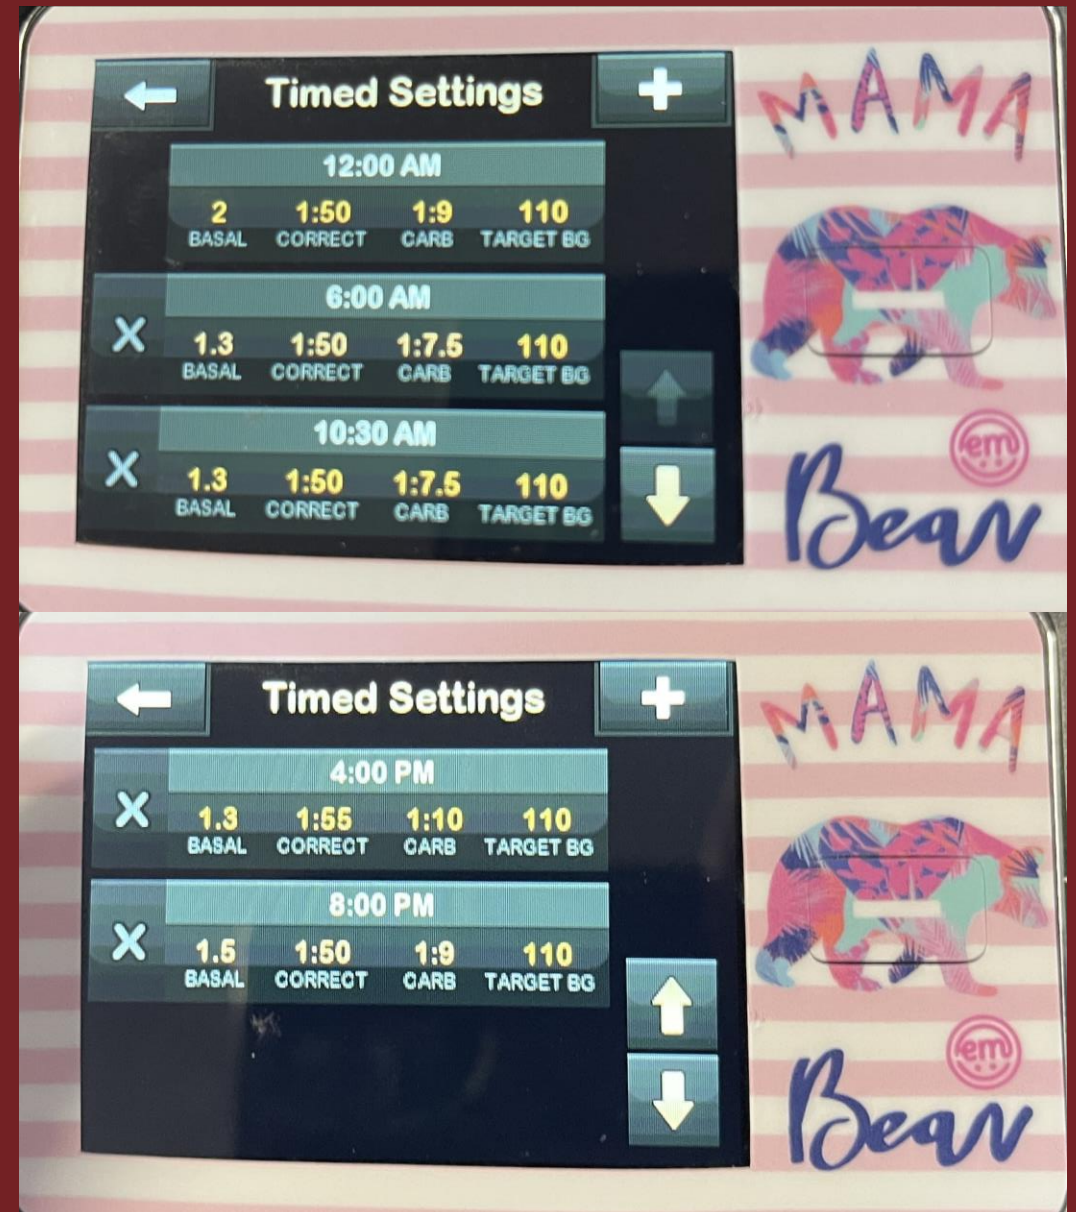 Timed Settings
12:00 AM
2 1:50 1:9 110
BASAL CORRECT CARB TARGET BG
X 6:00 AM
1.3 1:50 1:7.5 110
BASAL CORRECT CARB TARGET BG
X 10:30 AM
1.3 1:50 1:7.5 110
BASAL CORRECT CARB TARGET BG
MAMA
em
Bear
Timed Settings
X 4:00 PM
1.3 1:55 1:10 110
BASAL CORRECT CARB TARGET BG
X 8:00 PM
1.5 1:50 1:9 110
BASAL CORRECT CARB TARGET BG
MAMA
em
Bear